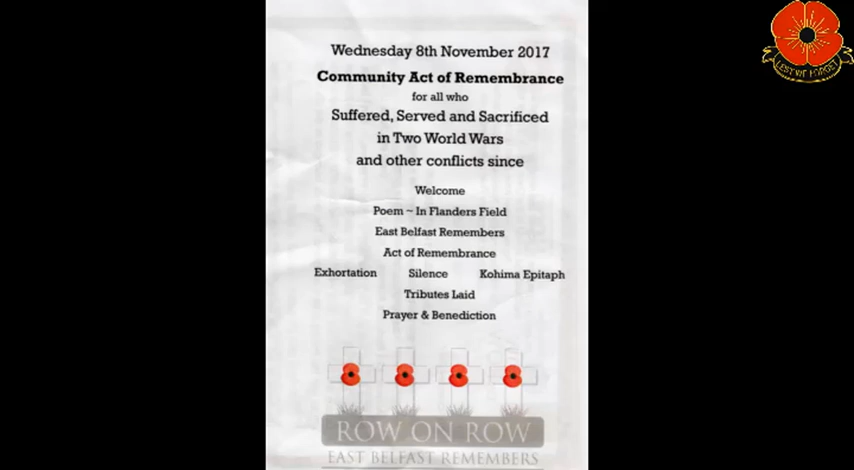 Wednesday 8th November 2017
Community Act of Remembrance
for all who
Suffered, Served and Sacrificed
in Two World Wars
and other conflicts since
Welcome
Poem ~ In Flanders Field
East Belfast Remembers
Act of Remembrance
Exhortation Silence Kohima Epitaph
Tributes Laid
Prayer & Benediction
ROW ON ROW
EAST BELFAST REMEMBERS
LEST WE FORGET